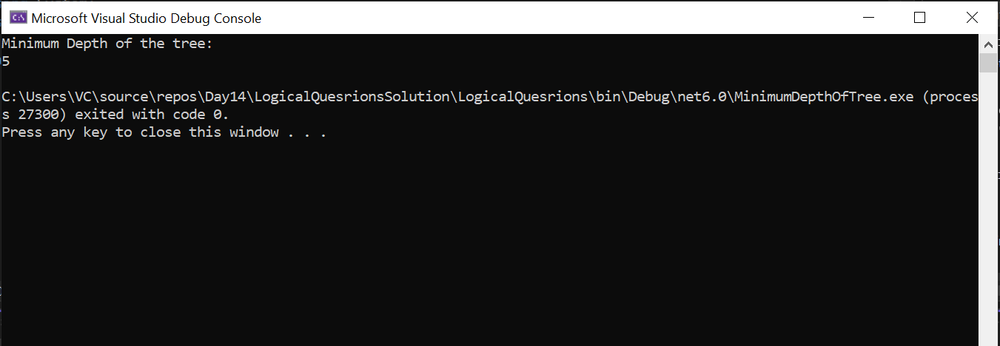 Microsoft Visual Studio Debug Console
Minimum Depth of the tree:
5
C:\Users\VC\source\repos\Day14\LogicalQuesrionsSolution\LogicalQuesrions\bin\Debug\net6.0\MinimumDepthOfTree.exe (proces
s 27300) exited with code 0.
Press any key to close this window . . .